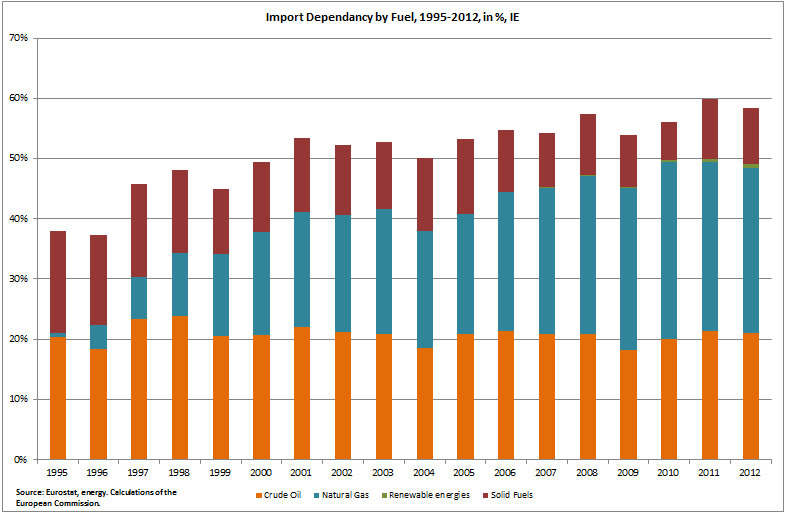 Import Dependancy by Fuel, 1995-2012, in %, IE
70%
60%
50%
40%
30%
20%
10%
0%
1995 1996 1997 1998 1999 2000 2001 2002 2003 2004 2005 2006 2007 2008 2009 2010 2011 2012
Source: Eurostat, energy. Calculations of the
European Commission.
Crude Oil Natural Gas Renewable energies Solid Fuels